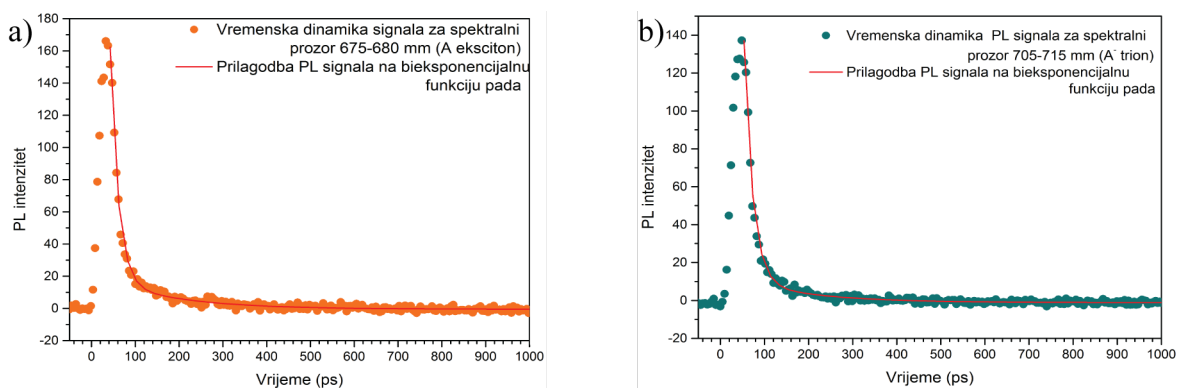 a)
180
160
140
120
100
80
60
40
20
0
-20
PL intenzitet
Vremenska dinamika signala za spektralni
prozor 675-680 mm (A eksciton)
Prilagodba PL signala na bieksponencijalnu
funkciju pada
0 100 200 300 400 500 600 700 800 900 1000
Vrijeme (ps)
b)
140
120
100
80
60
40
20
0
-20
PL intenzitet
Vremenska dinamika PL signala za spektralni
prozor 705-715 mm (A⁻ trion)
Prilagodba PL signala na bieksponencijalnu
funkciju pada
0 100 200 300 400 500 600 700 800 900 1000
Vrijeme (ps)